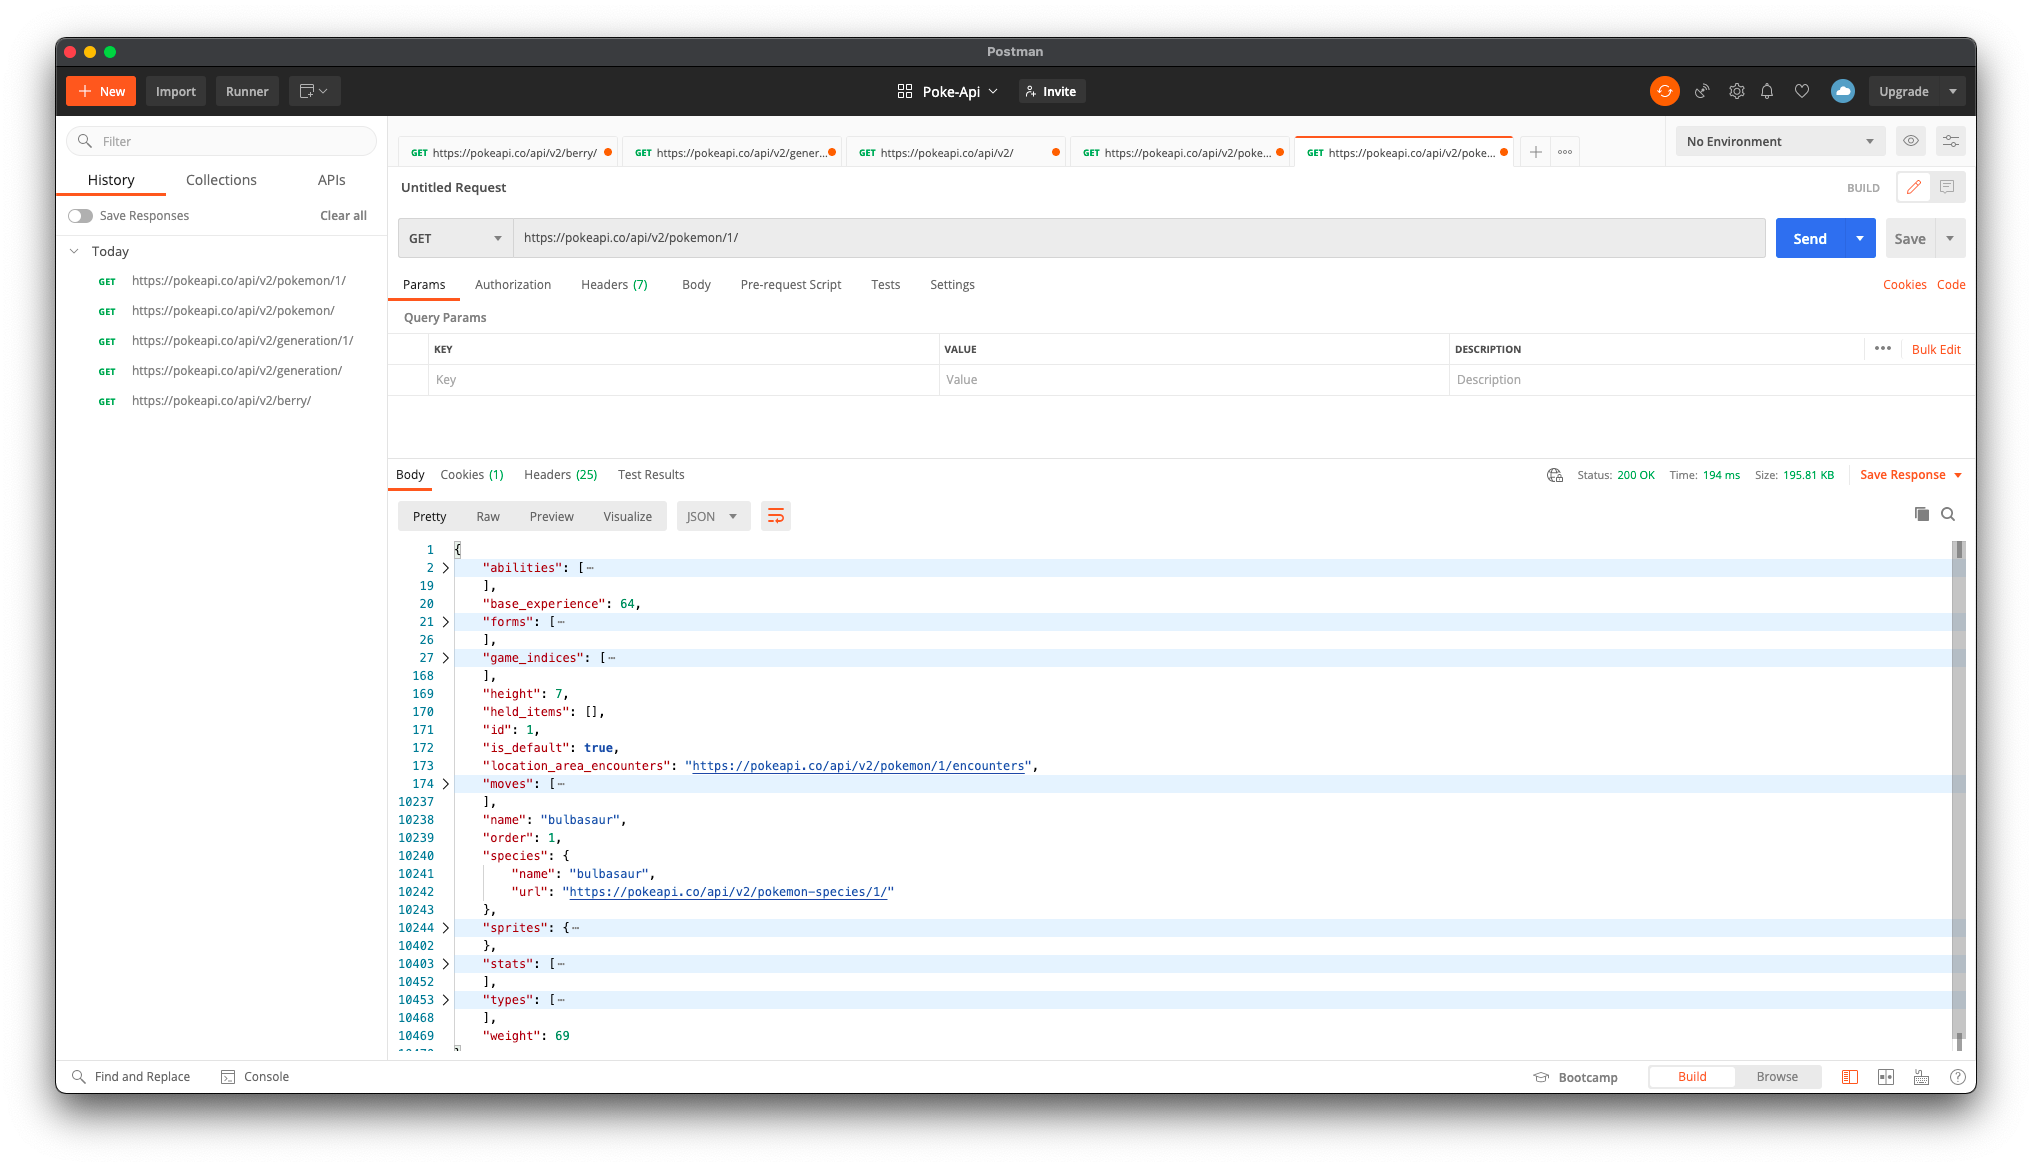 Postman
New
Import
Runner
Poke-Api
Invite
Upgrade
Filter
History
Collections
APIs
Save Responses
Clear all
Today
GET https://pokeapi.co/api/v2/pokemon/1/
GET https://pokeapi.co/api/v2/pokemon/
GET https://pokeapi.co/api/v2/generation/1/
GET https://pokeapi.co/api/v2/generation/
GET https://pokeapi.co/api/v2/berry/
GET https://pokeapi.co/api/v2/berry/
GET https://pokeapi.co/api/v2/gener...
GET https://pokeapi.co/api/v2/
GET https://pokeapi.co/api/v2/poke...
GET https://pokeapi.co/api/v2/poke...
No Environment
Untitled Request
BUILD
GET
https://pokeapi.co/api/v2/pokemon/1/
Send
Save
Params
Authorization
Headers (7)
Body
Pre-request Script
Tests
Settings
Cookies
Code
Query Params
KEY
VALUE
DESCRIPTION
Bulk Edit
Key
Value
Description
Body
Cookies (1)
Headers (25)
Test Results
Status: 200 OK
Time: 194 ms
Size: 195.81 KB
Save Response
Pretty
Raw
Preview
Visualize
JSON
1 {
2 "abilities": [⋯
19 ],
20 "base_experience": 64,
21 "forms": [⋯
26 ],
27 "game_indices": [⋯
168 ],
169 "height": 7,
170 "held_items": [],
171 "id": 1,
172 "is_default": true,
173 "location_area_encounters": "https://pokeapi.co/api/v2/pokemon/1/encounters",
174 "moves": [⋯
10237 ],
10238 "name": "bulbasaur",
10239 "order": 1,
10240 "species": {
10241 "name": "bulbasaur",
10242 "url": "https://pokeapi.co/api/v2/pokemon-species/1/"
10243 },
10244 "sprites": {⋯
10402 },
10403 "stats": [⋯
10452 ],
10453 "types": [⋯
10468 ],
10469 "weight": 69
Find and Replace
Console
Bootcamp
Build
Browse